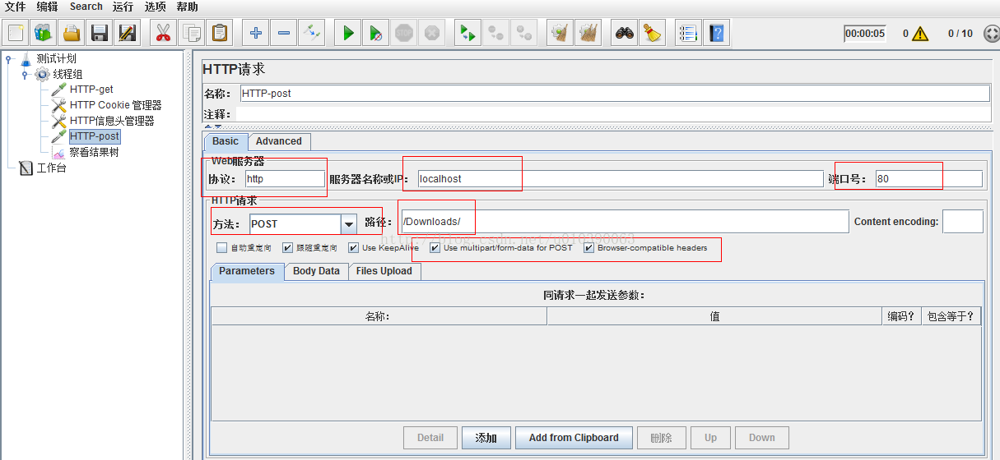 文件 编辑 Search 运行 选项 帮助
00:00:05 0 0 / 10
测试计划
线程组
HTTP-get
HTTP Cookie 管理器
HTTP信息头管理器
HTTP-post
察看结果树
工作台
HTTP请求
名称： HTTP-post
注释：
Basic Advanced
Web服务器
协议： http 服务器名称或IP： localhost 端口号： 80
HTTP请求
方法： POST 路径： /Downloads/ Content encoding:
http://blog.csdn.net/u010390063
自动重定向 跟随重定向 Use KeepAlive Use multipart/form-data for POST Browser-compatible headers
Parameters Body Data Files Upload
同请求一起发送参数：
名称： 值 编码？ 包含等于？
Detail 添加 Add from Clipboard 删除 Up Down